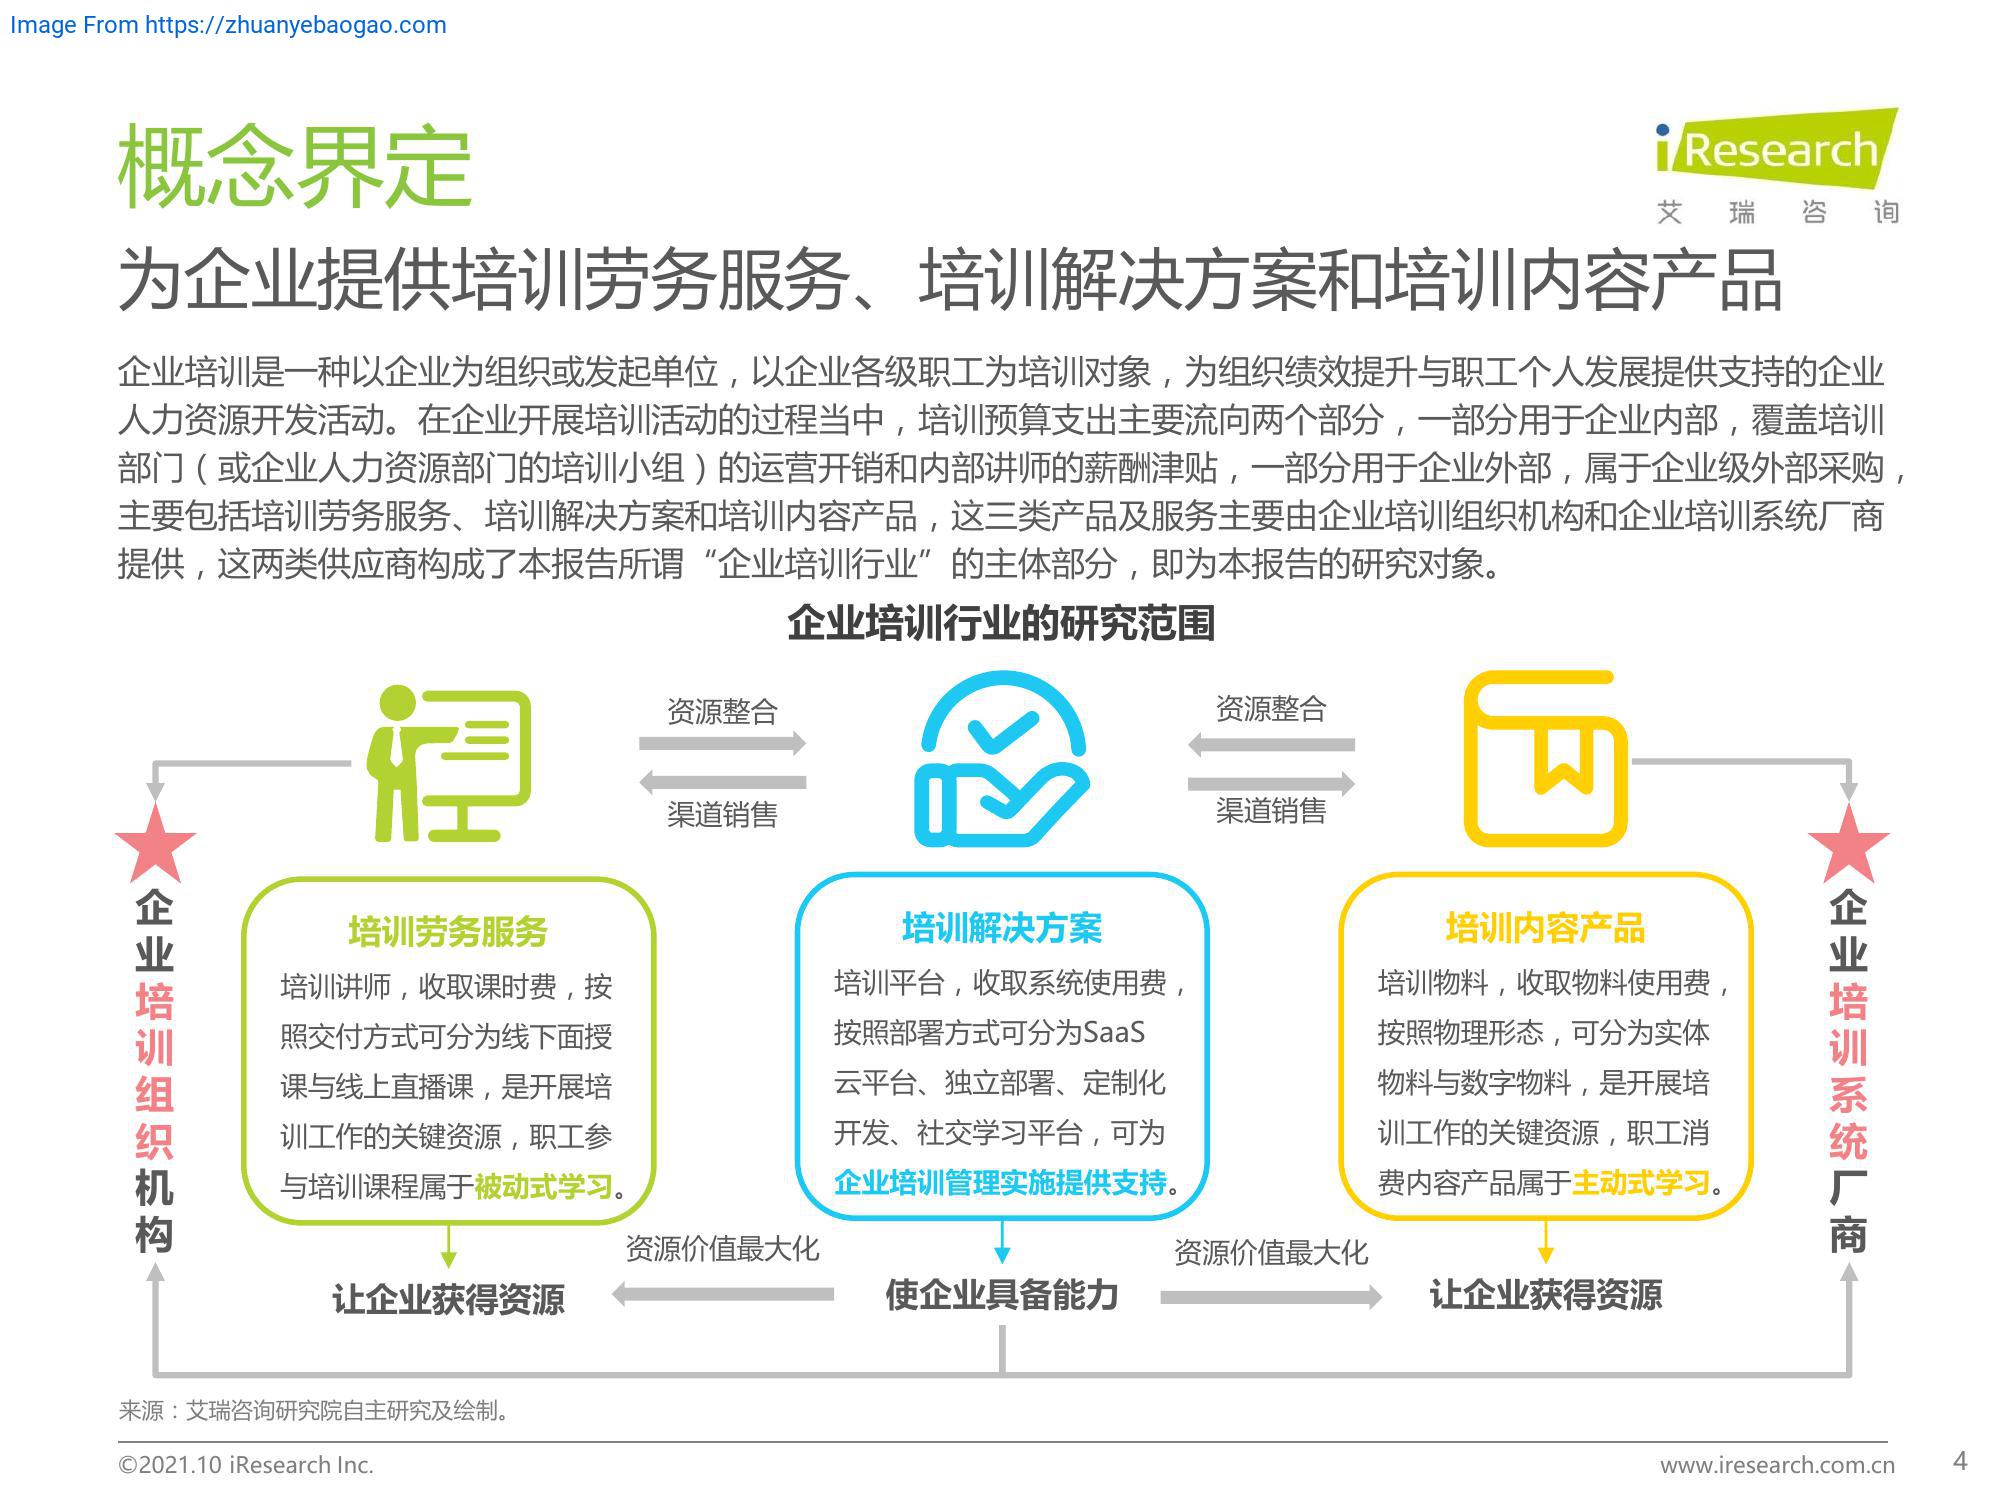 Image From https://zhuanyebaogao.com
概念界定
iResearch
艾瑞咨询
为企业提供培训劳务服务、培训解决方案和培训内容产品
企业培训是一种以企业为组织或发起单位，以企业各级职工为培训对象，为组织绩效提升与职工个人发展提供支持的企业
人力资源开发活动。在企业开展培训活动的过程当中，培训预算支出主要流向两个部分，一部分用于企业内部，覆盖培训
部门（或企业人力资源部门的培训小组）的运营开销和内部讲师的薪酬津贴，一部分用于企业外部，属于企业级外部采购，
主要包括培训劳务服务、培训解决方案和培训内容产品，这三类产品及服务主要由企业培训组织机构和企业培训系统厂商
提供，这两类供应商构成了本报告所谓“企业培训行业”的主体部分，即为本报告的研究对象。
企业培训行业的研究范围
资源整合
渠道销售
资源整合
渠道销售
企业培训组织机构
培训劳务服务
培训讲师，收取课时费，按
照交付方式可分为线下面授
课与线上直播课，是开展培
训工作的关键资源，职工参
与培训课程属于被动式学习。
培训解决方案
培训平台，收取系统使用费，
按照部署方式可分为SaaS
云平台、独立部署、定制化
开发、社交学习平台，可为
企业培训管理实施提供支持。
培训内容产品
培训物料，收取物料使用费，
按照物理形态，可分为实体
物料与数字物料，是开展培
训工作的关键资源，职工消
费内容产品属于主动式学习。
企业培训系统厂商
让企业获得资源
资源价值最大化
使企业具备能力
资源价值最大化
让企业获得资源
来源：艾瑞咨询研究院自主研究及绘制。
©2021.10 iResearch Inc.
www.iresearch.com.cn
4